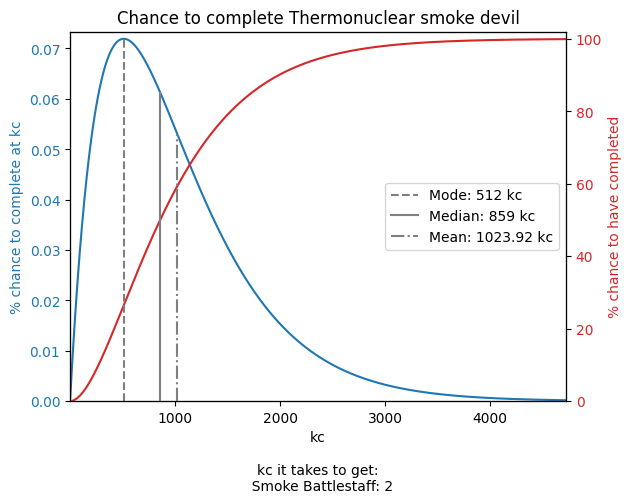 Chance to complete Thermonuclear smoke devil
0.07
0.06
0.05
0.04
0.03
0.02
0.01
0.00
% chance to complete at kc
100
80
60
40
20
0
% chance to have completed
Mode: 512 kc
Median: 859 kc
Mean: 1023.92 kc
1000 2000 3000 4000
kc
kc it takes to get:
Smoke Battlestaff: 2